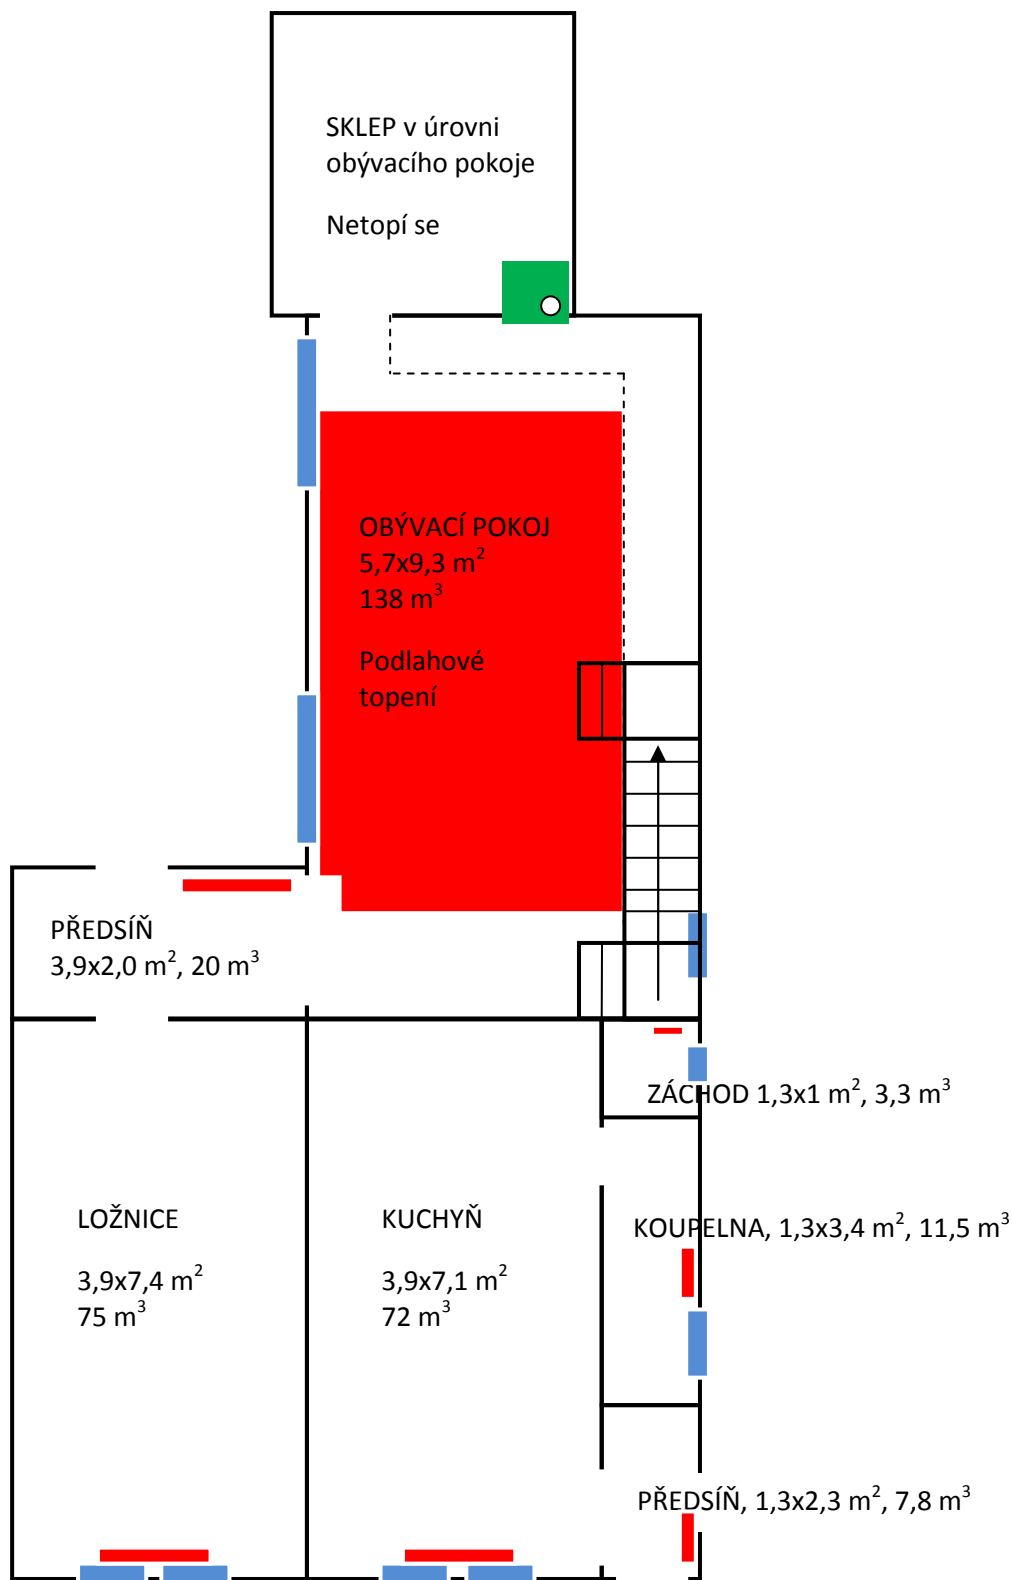 SKLEP v úrovni
obývacího pokoje
Netopí se
OBÝVACÍ POKOJ
5,7x9,3 m²
138 m³
Podlahové
topení
PŘEDSÍŇ
3,9x2,0 m², 20 m³
ZÁCHOD 1,3x1 m², 3,3 m³
LOŽNICE
3,9x7,4 m²
75 m³
KUCHYŇ
3,9x7,1 m²
72 m³
KOUPELNA, 1,3x3,4 m², 11,5 m³
PŘEDSÍŇ, 1,3x2,3 m², 7,8 m³